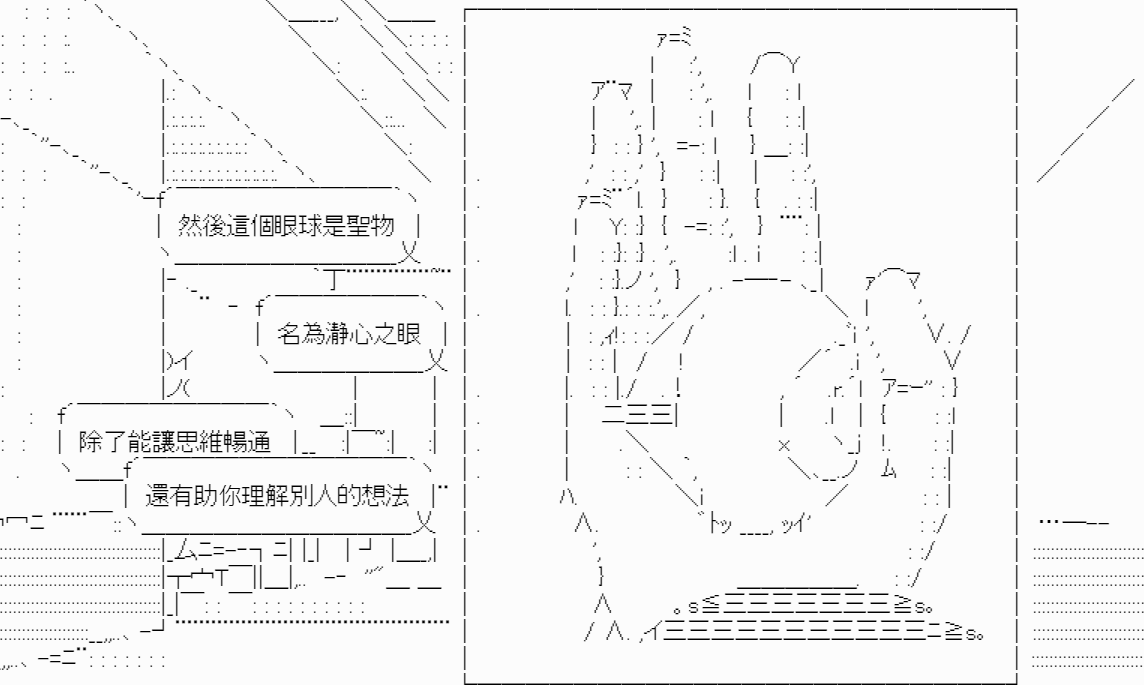 然後這個眼球是聖物
名為瀞心之眼
除了能讓思維暢通
還有助你理解別人的想法